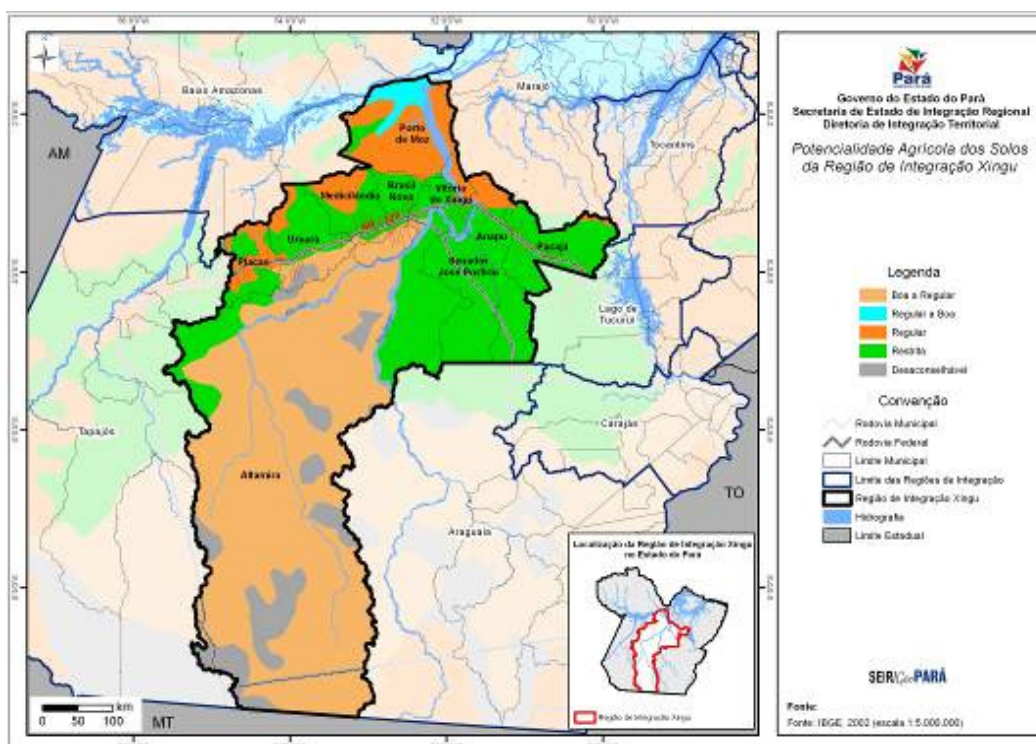 Baixo Amazonas
Marajó
AM
Porto
de Moz
Tocantins
Medicilândia
Brasil
Novo
Vitória
do Xingu
Uruará
Anapu
Pacajá
Placas
Senador
José Porfírio
Lago de
Tucuruí
Tapajós
Carajás
Altamira
TO
Araguaia
MT
km
0 50 100
Localização da Região de Integração Xingu
no Estado do Pará
Região de Integração Xingu
Pará
Governo do Estado do Pará
Secretaria de Estado de Integração Regional
Diretoria de Integração Territorial
Potencialidade Agrícola dos Solos
da Região de Integração Xingu
Legenda
Boa a Regular
Regular a Boa
Regular
Restrita
Desaconselhável
Convenção
Rodovia Municipal
Rodovia Federal
Limite Municipal
Limite das Regiões de Integração
Região de Integração Xingu
Hidrografia
Limite Estadual
SEIR/GeoPARÁ
Fonte:
Fonte: IBGE, 2002 (escala 1:5.000.000)